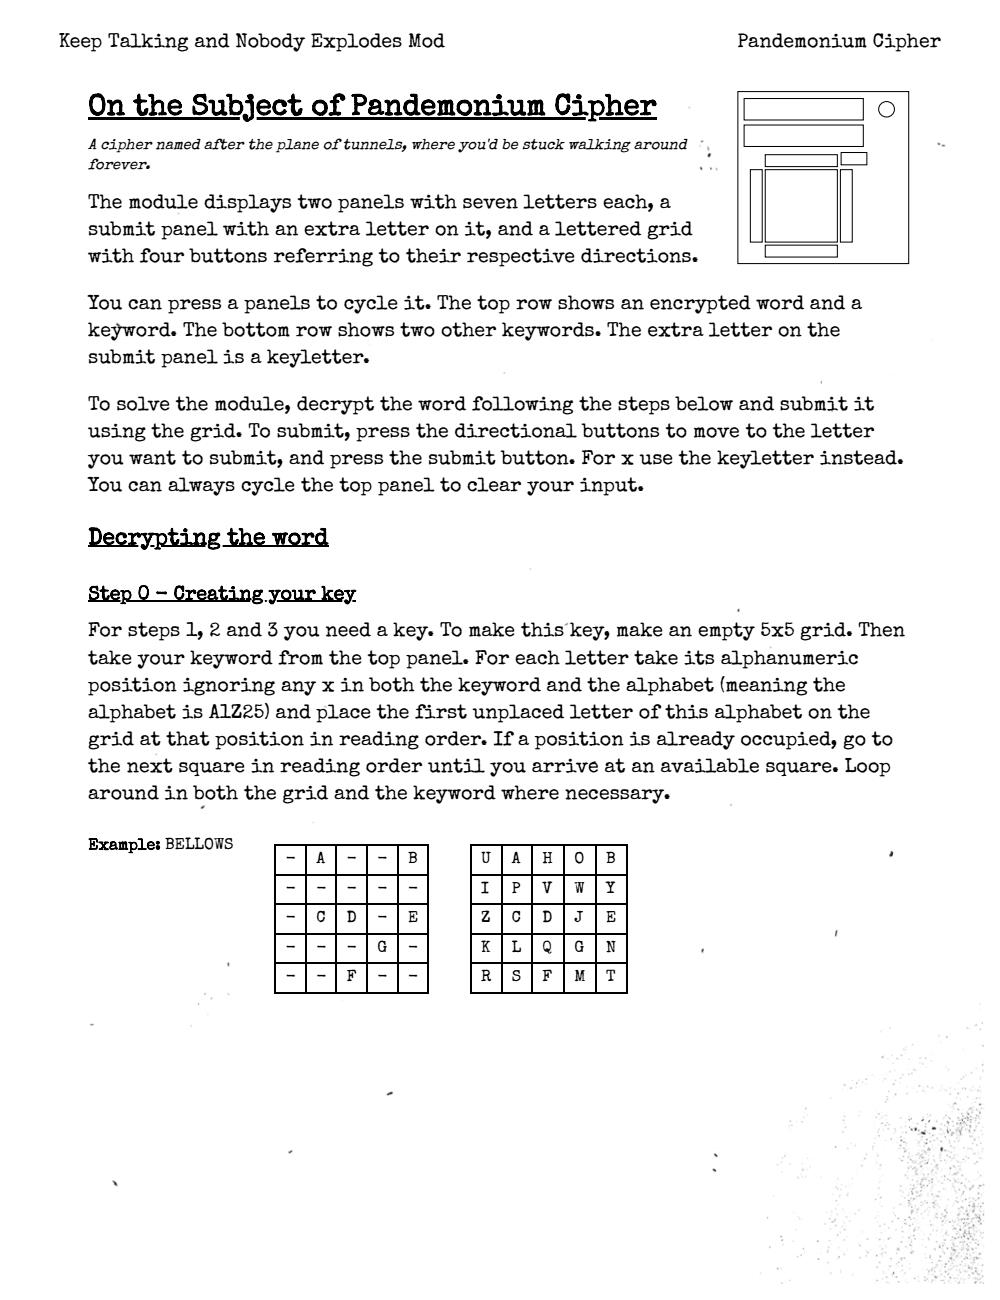 Keep Talking and Nobody Explodes Mod
Pandemonium Cipher
On the Subject of Pandemonium Cipher
A cipher named after the plane of tunnels, where you'd be stuck walking around
forever.
The module displays two panels with seven letters each, a
submit panel with an extra letter on it, and a lettered grid
with four buttons referring to their respective directions.
You can press a panels to cycle it. The top row shows an encrypted word and a
keyword. The bottom row shows two other keywords. The extra letter on the
submit panel is a keyletter.
To solve the module, decrypt the word following the steps below and submit it
using the grid. To submit, press the directional buttons to move to the letter
you want to submit, and press the submit button. For x use the keyletter instead.
You can always cycle the top panel to clear your input.
Decrypting the word
Step 0 - Creating your key
For steps 1, 2 and 3 you need a key. To make this key, make an empty 5x5 grid. Then
take your keyword from the top panel. For each letter take its alphanumeric
position ignoring any x in both the keyword and the alphabet (meaning the
alphabet is A1Z25) and place the first unplaced letter of this alphabet on the
grid at that position in reading order. If a position is already occupied, go to
the next square in reading order until you arrive at an available square. Loop
around in both the grid and the keyword where necessary.
Example: BELLOWS
- A - - B
- - - - -
- C D - E
- - - G -
- - F - -
U A H O B
I P V W Y
Z C D J E
K L Q G N
R S F M T